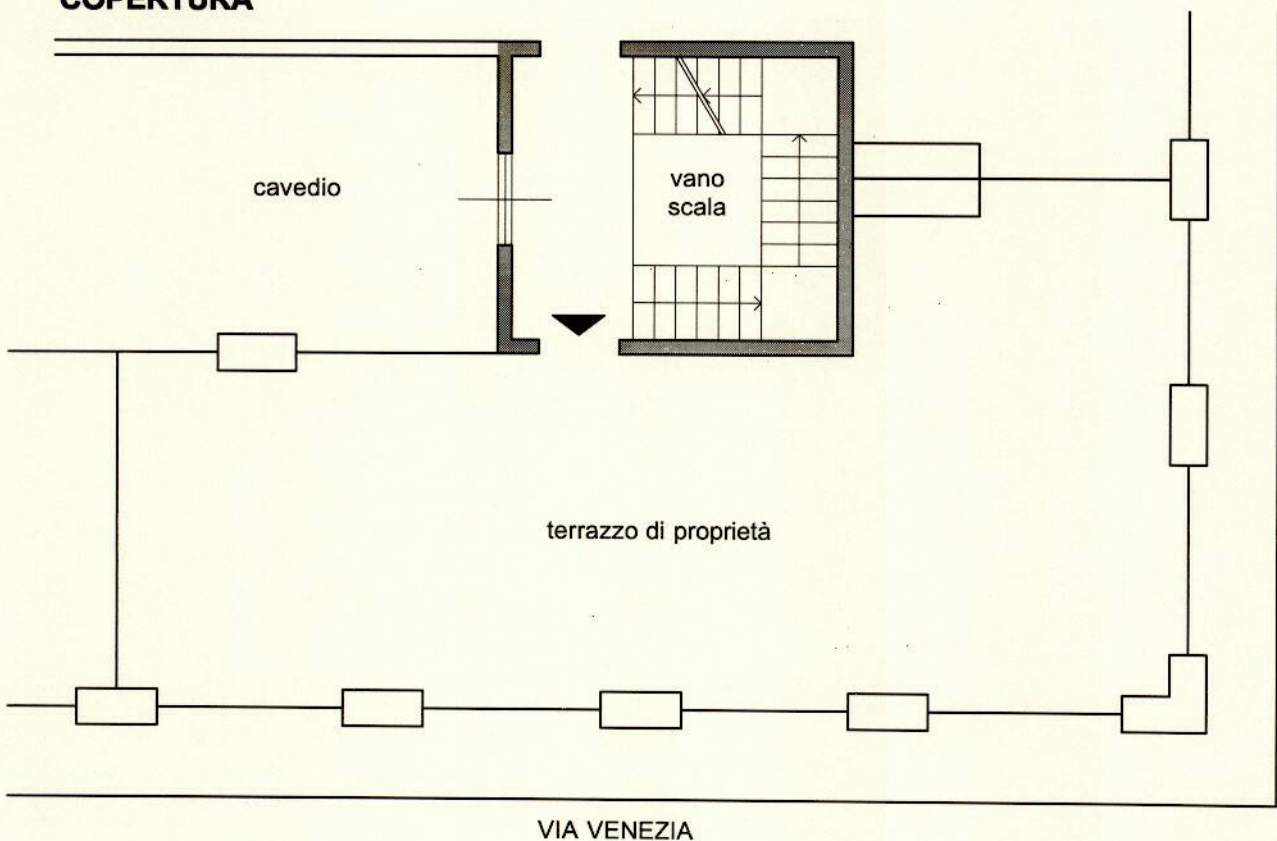 COPERTURA
cavedio
vano
scala
terrazzo di proprietà
VIA VENEZIA